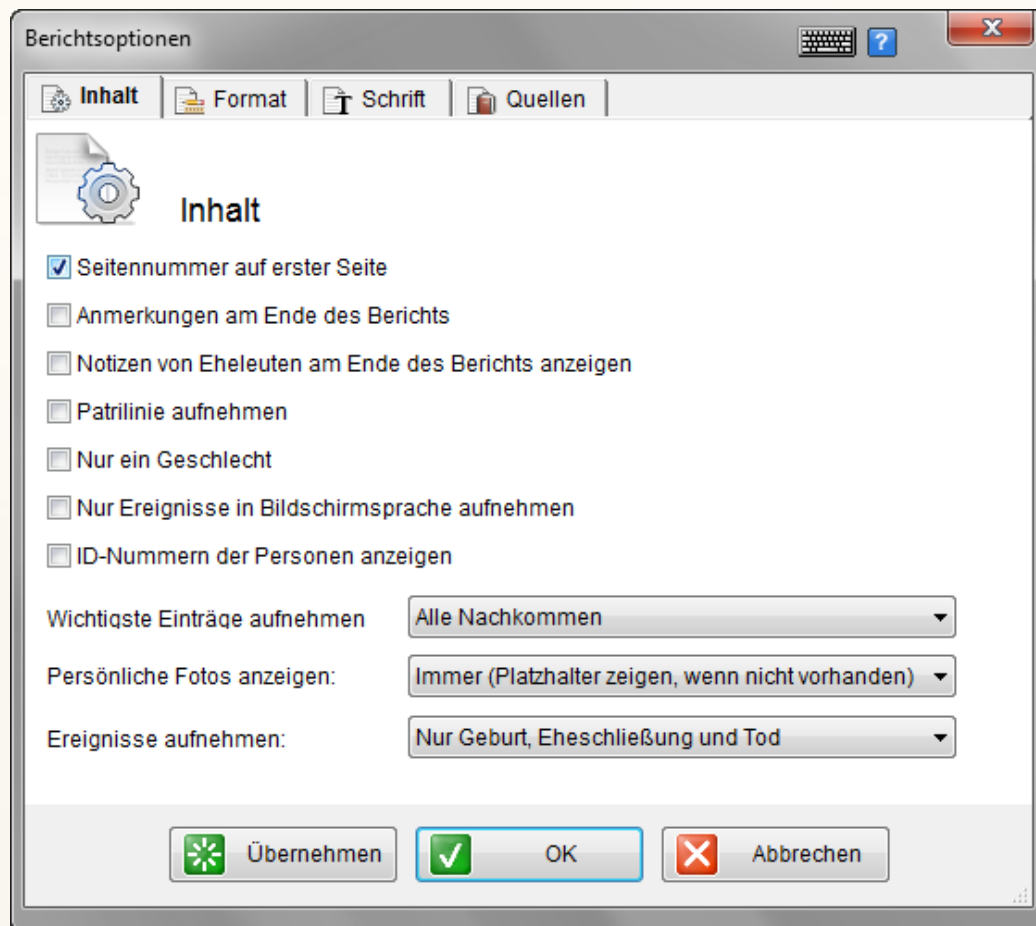 Berichtsoptionen
Inhalt
Format
Schrift
Quellen
Inhalt
Seitennummer auf erster Seite
Anmerkungen am Ende des Berichts
Notizen von Eheleuten am Ende des Berichts anzeigen
Patrilinie aufnehmen
Nur ein Geschlecht
Nur Ereignisse in Bildschirmsprache aufnehmen
ID-Nummern der Personen anzeigen
Wichtigste Einträge aufnehmen Alle Nachkommen
Persönliche Fotos anzeigen: Immer (Platzhalter zeigen, wenn nicht vorhanden)
Ereignisse aufnehmen: Nur Geburt, Eheschließung und Tod
Übernehmen OK Abbrechen